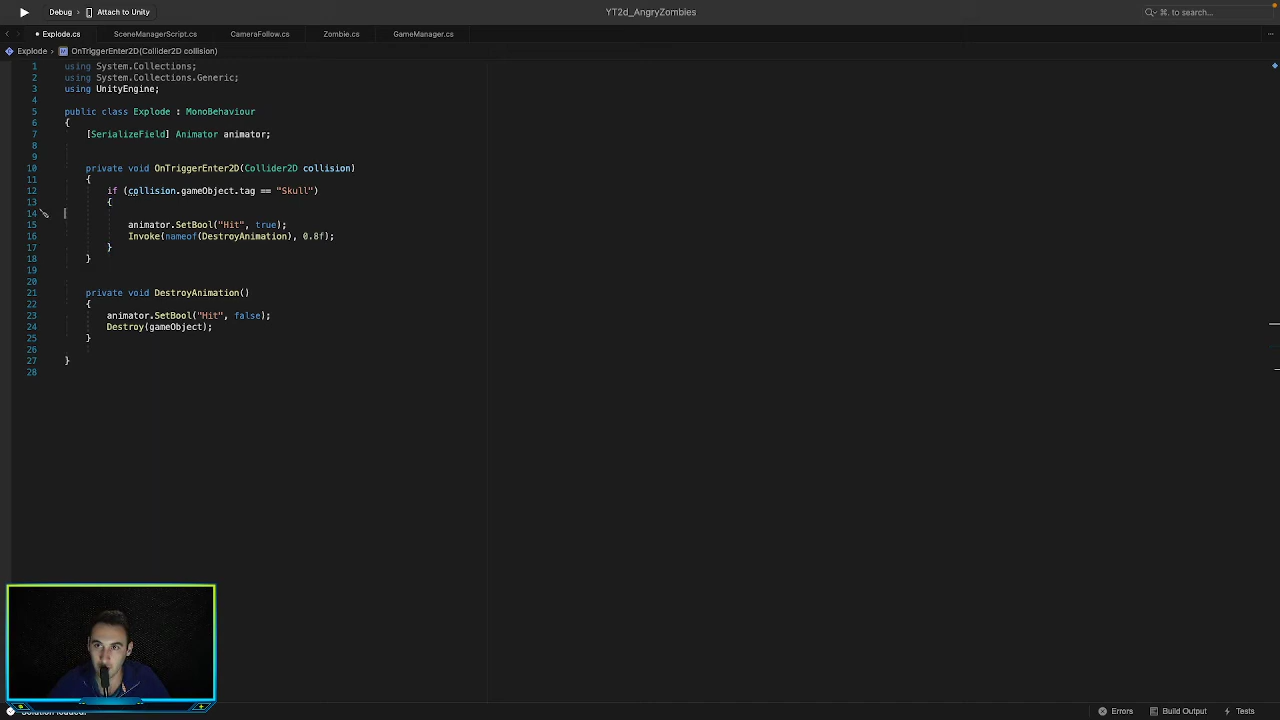 Debug > Attach to Unity
YT2d_AngryZombies
⌘. to search...
Explode.cs
SceneManagerScript.cs
CameraFollow.cs
Zombie.cs
GameManager.cs
Explode > OnTriggerEnter2D(Collider2D collision)
1 using System.Collections;
2 using System.Collections.Generic;
3 using UnityEngine;
4
5 public class Explode : MonoBehaviour
6 {
7 [SerializeField] Animator animator;
8
9
10 private void OnTriggerEnter2D(Collider2D collision)
11 {
12 if (collision.gameObject.tag == "Skull")
13 {
14
15 animator.SetBool("Hit", true);
16 Invoke(nameof(DestroyAnimation), 0.8f);
17 }
18 }
19
20
21 private void DestroyAnimation()
22 {
23 animator.SetBool("Hit", false);
24 Destroy(gameObject);
25 }
26
27 }
28
Solution loaded.
Errors
Build Output
Tests